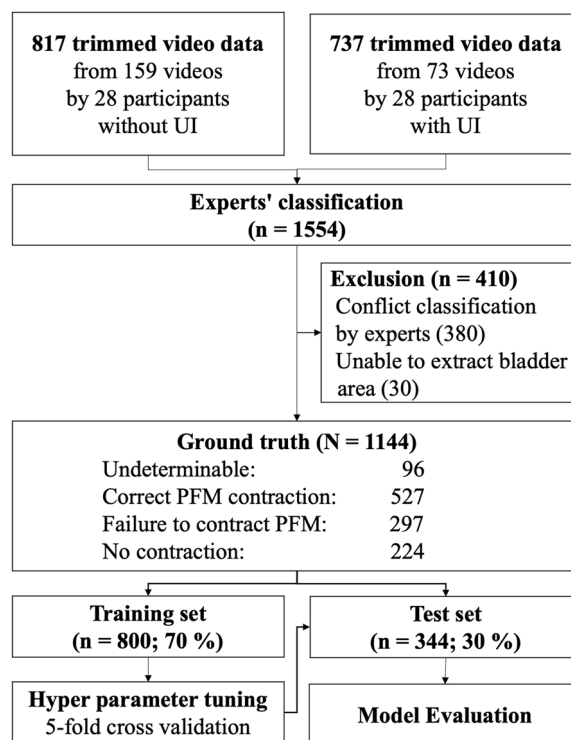 817 trimmed video data
from 159 videos
by 28 participants
without UI
737 trimmed video data
from 73 videos
by 28 participants
with UI
Experts' classification
(n = 1554)
Exclusion (n = 410)
Conflict classification
by experts (380)
Unable to extract bladder
area (30)
Ground truth (N = 1144)
Undeterminable: 96
Correct PFM contraction: 527
Failure to contract PFM: 297
No contraction: 224
Training set
(n = 800; 70 %)
Test set
(n = 344; 30 %)
Hyper parameter tuning
5-fold cross validation
Model Evaluation